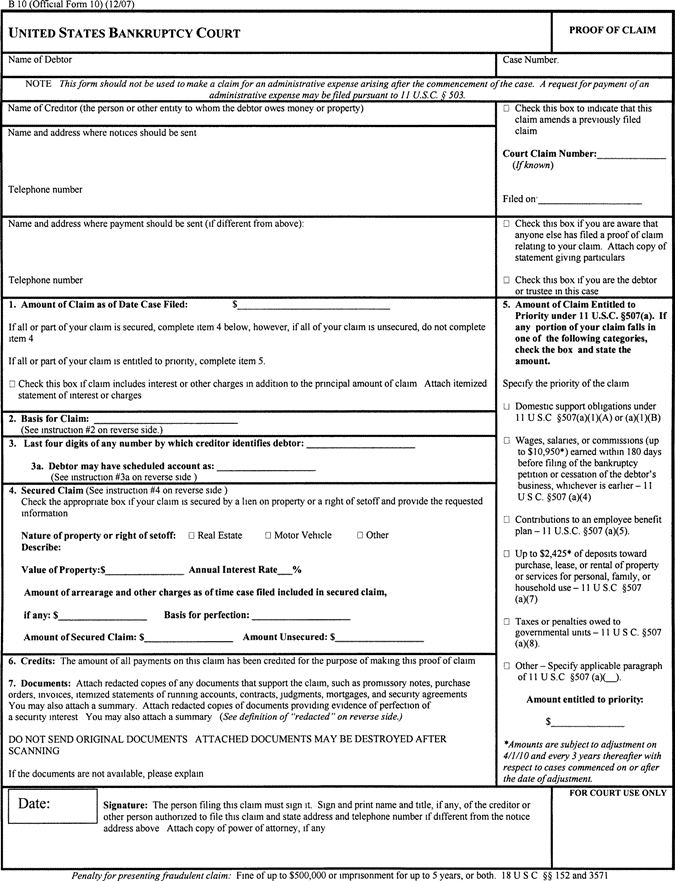 B 10 (Official Form 10) (12/07)
UNITED STATES BANKRUPTCY COURT
PROOF OF CLAIM
Name of Debtor
Case Number.
NOTE This form should not be used to make a claim for an administrative expense arising after the commencement of the case. A request for payment of an
administrative expense may be filed pursuant to 11 U.S.C. § 503.
Name of Creditor (the person or other entity to whom the debtor owes money or property)
Name and address where notices should be sent
Telephone number
☐ Check this box to indicate that this
claim amends a previously filed
claim
Court Claim Number:______________
(If known)
Filed on:_____________________
Name and address where payment should be sent (if different from above):
Telephone number
☐ Check this box if you are aware that
anyone else has filed a proof of claim
relating to your claim. Attach copy of
statement giving particulars
☐ Check this box if you are the debtor
or trustee in this case
1. Amount of Claim as of Date Case Filed: $______________________________
If all or part of your claim is secured, complete item 4 below, however, if all of your claim is unsecured, do not complete
item 4
If all or part of your claim is entitled to priority, complete item 5.
☐ Check this box if claim includes interest or other charges in addition to the principal amount of claim Attach itemized
statement of interest or charges
2. Basis for Claim: ____________________________
(See instruction #2 on reverse side.)
3. Last four digits of any number by which creditor identifies debtor: ______________________
3a. Debtor may have scheduled account as: ____________________
(See instruction #3a on reverse side )
4. Secured Claim (See instruction #4 on reverse side )
Check the appropriate box if your claim is secured by a lien on property or a right of setoff and provide the requested
information
Nature of property or right of setoff: ☐ Real Estate ☐ Motor Vehicle ☐ Other
Describe:
Value of Property:$________________ Annual Interest Rate___%
Amount of arrearage and other charges as of time case filed included in secured claim,
if any: $__________________ Basis for perfection: ____________________
Amount of Secured Claim: $__________________ Amount Unsecured: $__________________
6. Credits: The amount of all payments on this claim has been credited for the purpose of making this proof of claim
7. Documents: Attach redacted copies of any documents that support the claim, such as promissory notes, purchase
orders, invoices, itemized statements of running accounts, contracts, judgments, mortgages, and security agreements
You may also attach a summary. Attach redacted copies of documents providing evidence of perfection of
a security interest You may also attach a summary (See definition of "redacted" on reverse side.)
DO NOT SEND ORIGINAL DOCUMENTS ATTACHED DOCUMENTS MAY BE DESTROYED AFTER
SCANNING
If the documents are not available, please explain
5. Amount of Claim Entitled to
Priority under 11 U.S.C. §507(a). If
any portion of your claim falls in
one of the following categories,
check the box and state the
amount.
Specify the priority of the claim
☐ Domestic support obligations under
11 U S.C §507(a)(1)(A) or (a)(1)(B)
☐ Wages, salaries, or commissions (up
to $10,950*) earned within 180 days
before filing of the bankruptcy
petition or cessation of the debtor's
business, whichever is earlier – 11
U S C. §507 (a)(4)
☐ Contributions to an employee benefit
plan – 11 U.S.C. §507 (a)(5).
☐ Up to $2,425* of deposits toward
purchase, lease, or rental of property
or services for personal, family, or
household use – 11 U.S C §507
(a)(7)
☐ Taxes or penalties owed to
governmental units – 11 U S C. §507
(a)(8).
☐ Other – Specify applicable paragraph
of 11 U.S C §507 (a)(__).
Amount entitled to priority:
$_______________
*Amounts are subject to adjustment on
4/1/10 and every 3 years thereafter with
respect to cases commenced on or after
the date of adjustment.
Date:
Signature: The person filing this claim must sign it. Sign and print name and title, if any, of the creditor or
other person authorized to file this claim and state address and telephone number if different from the notice
address above Attach copy of power of attorney, if any
FOR COURT USE ONLY
Penalty for presenting fraudulent claim: Fine of up to $500,000 or imprisonment for up to 5 years, or both. 18 U S C §§ 152 and 3571